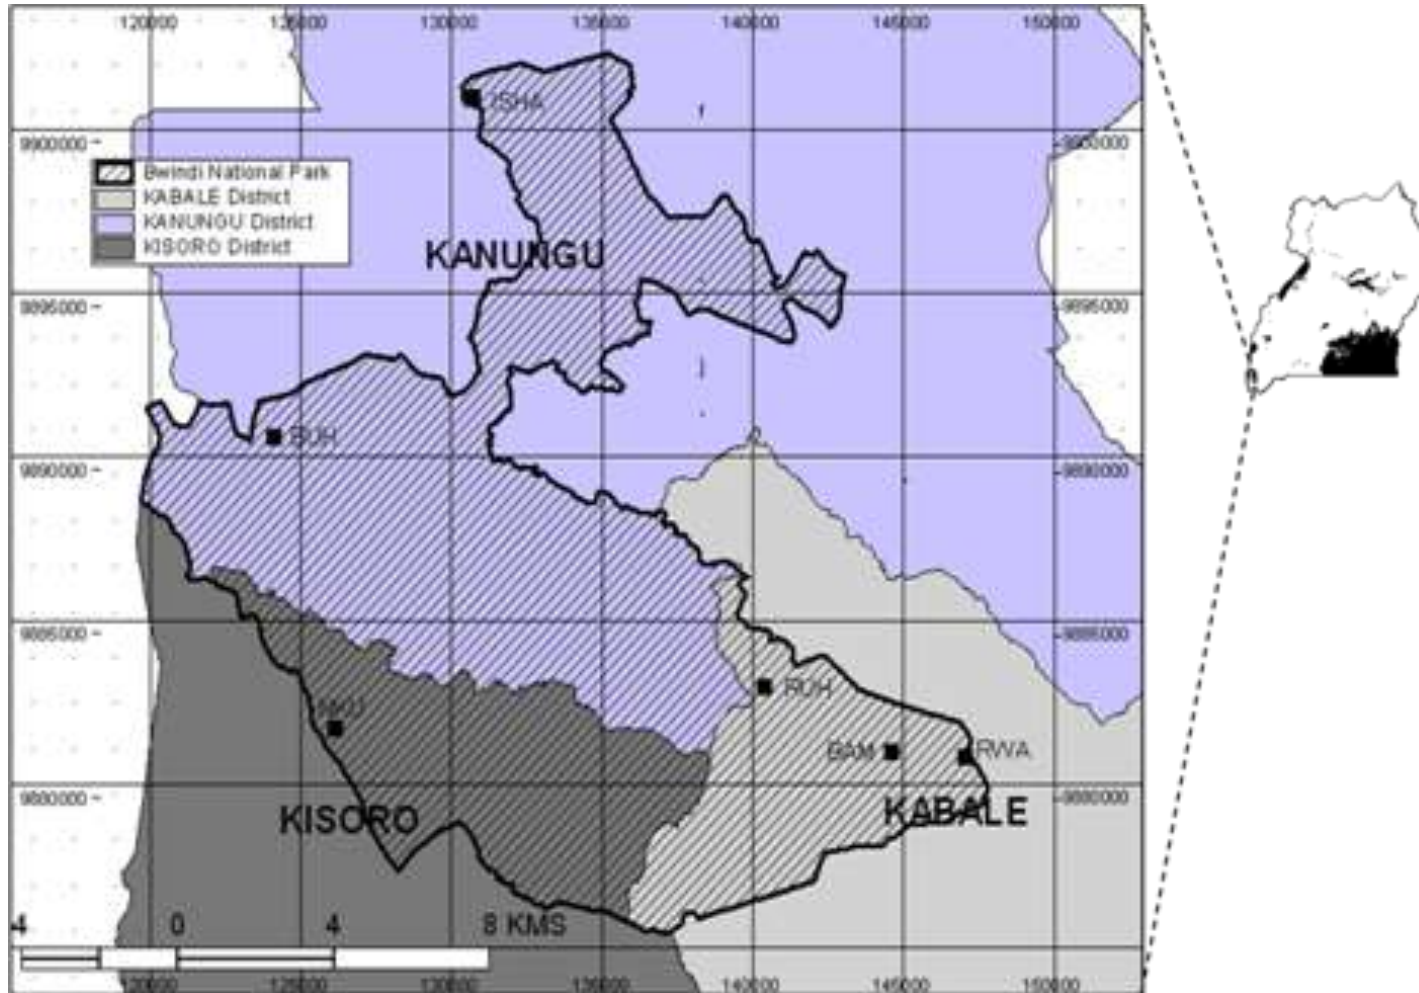 120000 125000 130000 135000 140000 145000 150000
ISHA
9900000 9900000
Bwindi National Park
KABALE District
KANUNGU District
KISORO District
KANUNGU
9895000 9895000
BUH
9890000 9890000
9885000 9885000
RUH
NKU
BAM RWA
9880000 9880000
KISORO KABALE
4 0 4 8 KMS
120000 125000 130000 135000 140000 145000 150000